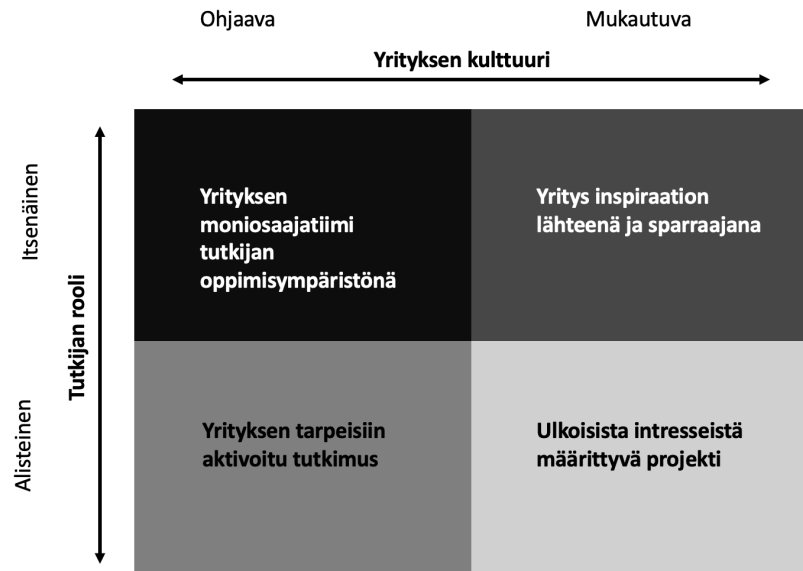 Ohjaava
Mukautuva
Yrityksen kulttuuri
Itsenäinen
Tutkijan rooli
Alisteinen
Yrityksen
moniosaajatiimi
tutkijan
oppimisympäristönä
Yritys inspiraation
lähteenä ja sparraajana
Yrityksen tarpeisiin
aktivoitu tutkimus
Ulkoisista intresseistä
määrittyvä projekti